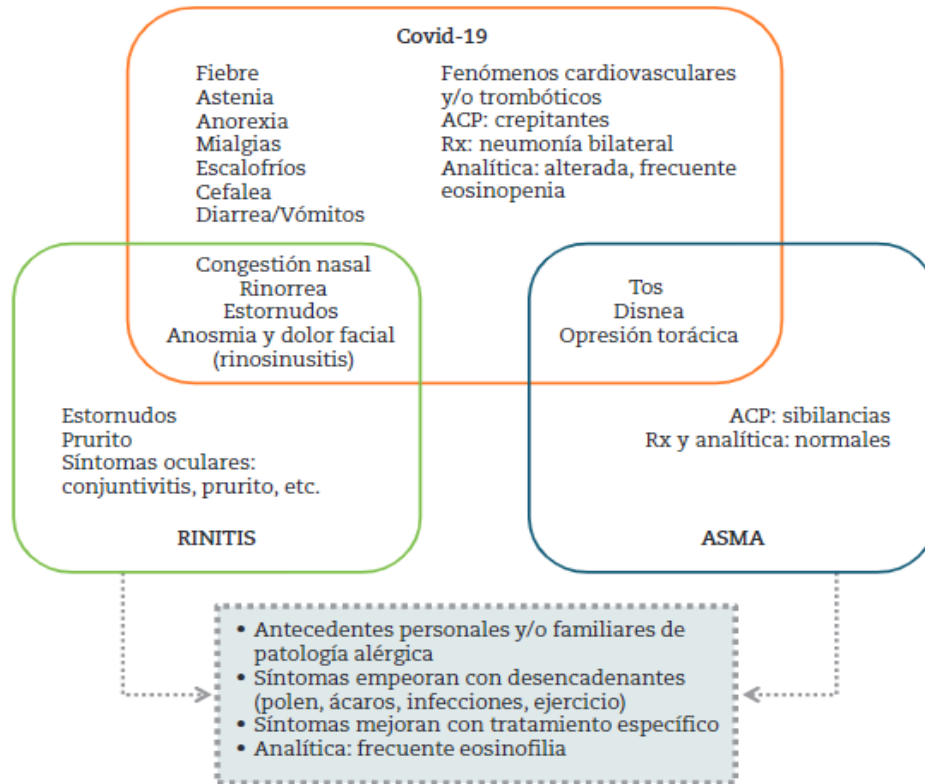 Covid-19
Fiebre
Astenia
Anorexia
Mialgias
Escalofríos
Cefalea
Diarrea/Vómitos
Fenómenos cardiovasculares
y/o trombóticos
ACP: crepitantes
Rx: neumonía bilateral
Analítica: alterada, frecuente
eosinopenia
Congestión nasal
Rinorrea
Estornudos
Anosmia y dolor facial
(rinosinusitis)
Tos
Disnea
Opresión torácica
Estornudos
Prurito
Síntomas oculares:
conjuntivitis, prurito, etc.
RINITIS
ACP: sibilancias
Rx y analítica: normales
ASMA
• Antecedentes personales y/o familiares de
patología alérgica
• Síntomas empeoran con desencadenantes
(polen, ácaros, infecciones, ejercicio)
• Síntomas mejoran con tratamiento específico
• Analítica: frecuente eosinofilia